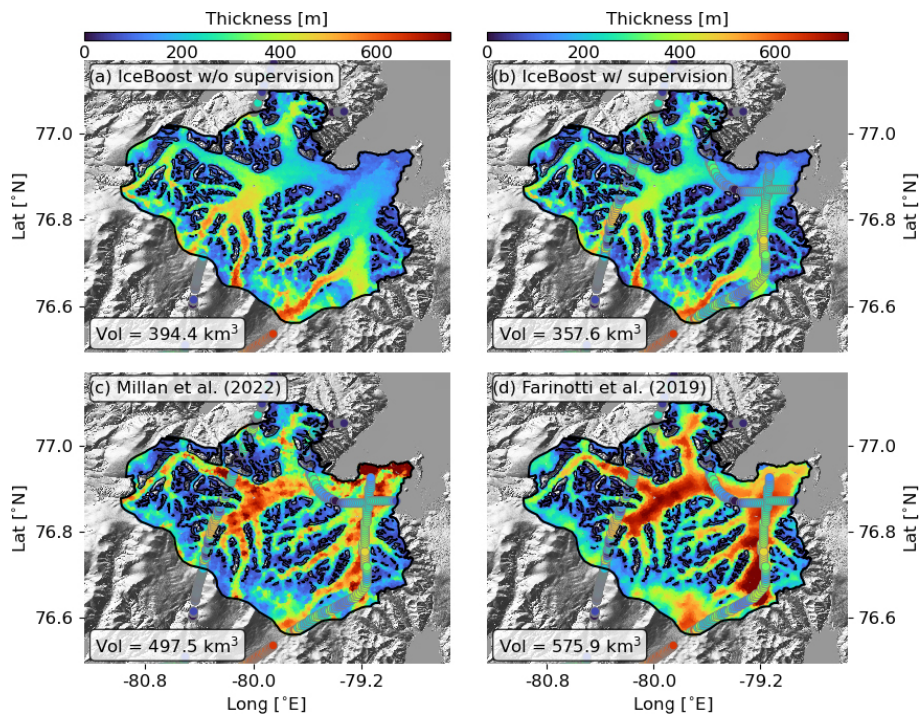 Thickness [m]
Thickness [m]
0 200 400 600
0 200 400 600
(a) IceBoost w/o supervision
(b) IceBoost w/ supervision
77.0
77.0
Lat [˚N]
Lat [˚N]
76.8
76.8
76.6
76.6
Vol = 394.4 km³
Vol = 357.6 km³
(c) Millan et al. (2022)
(d) Farinotti et al. (2019)
77.0
77.0
Lat [˚N]
Lat [˚N]
76.8
76.8
76.6
76.6
Vol = 497.5 km³
Vol = 575.9 km³
-80.8 -80.0 -79.2
-80.8 -80.0 -79.2
Long [˚E]
Long [˚E]